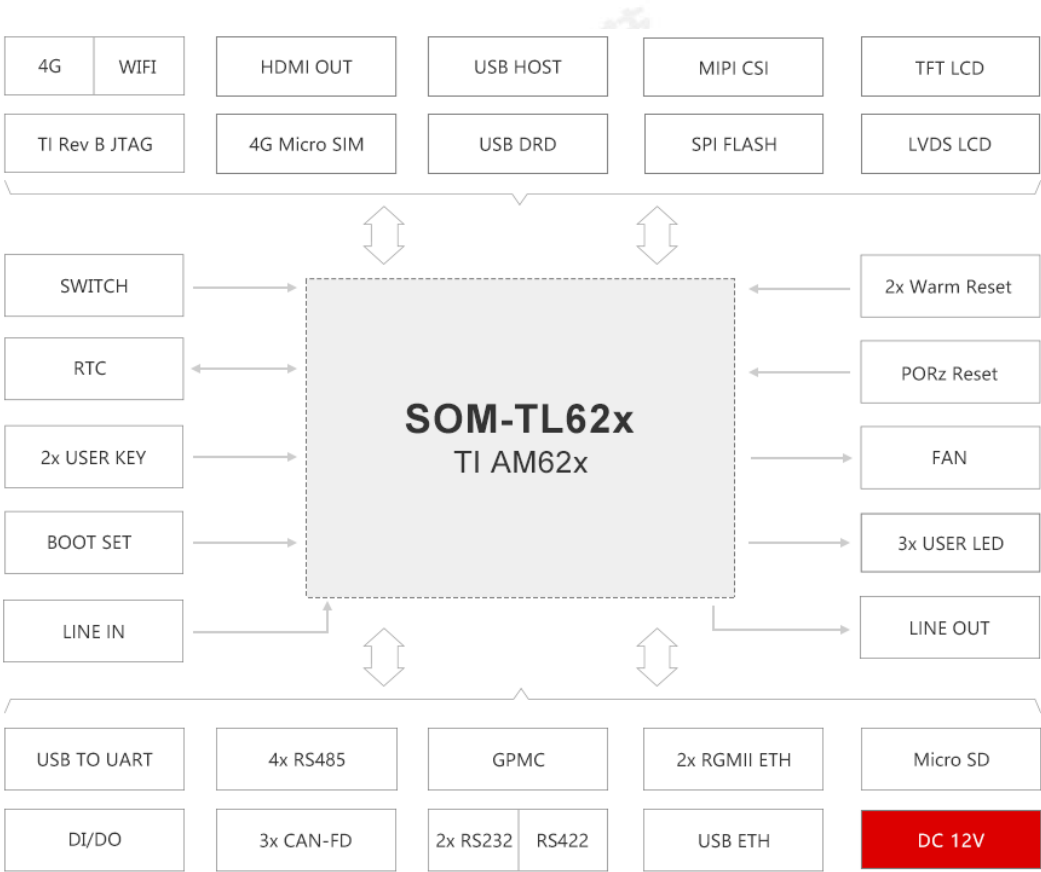 4G
WIFI
HDMI OUT
USB HOST
MIPI CSI
TFT LCD
TI Rev B JTAG
4G Micro SIM
USB DRD
SPI FLASH
LVDS LCD
SWITCH
2x Warm Reset
RTC
PORz Reset
SOM-TL62x
TI AM62x
2x USER KEY
FAN
BOOT SET
3x USER LED
LINE IN
LINE OUT
USB TO UART
4x RS485
GPMC
2x RGMII ETH
Micro SD
DI/DO
3x CAN-FD
2x RS232
RS422
USB ETH
DC 12V